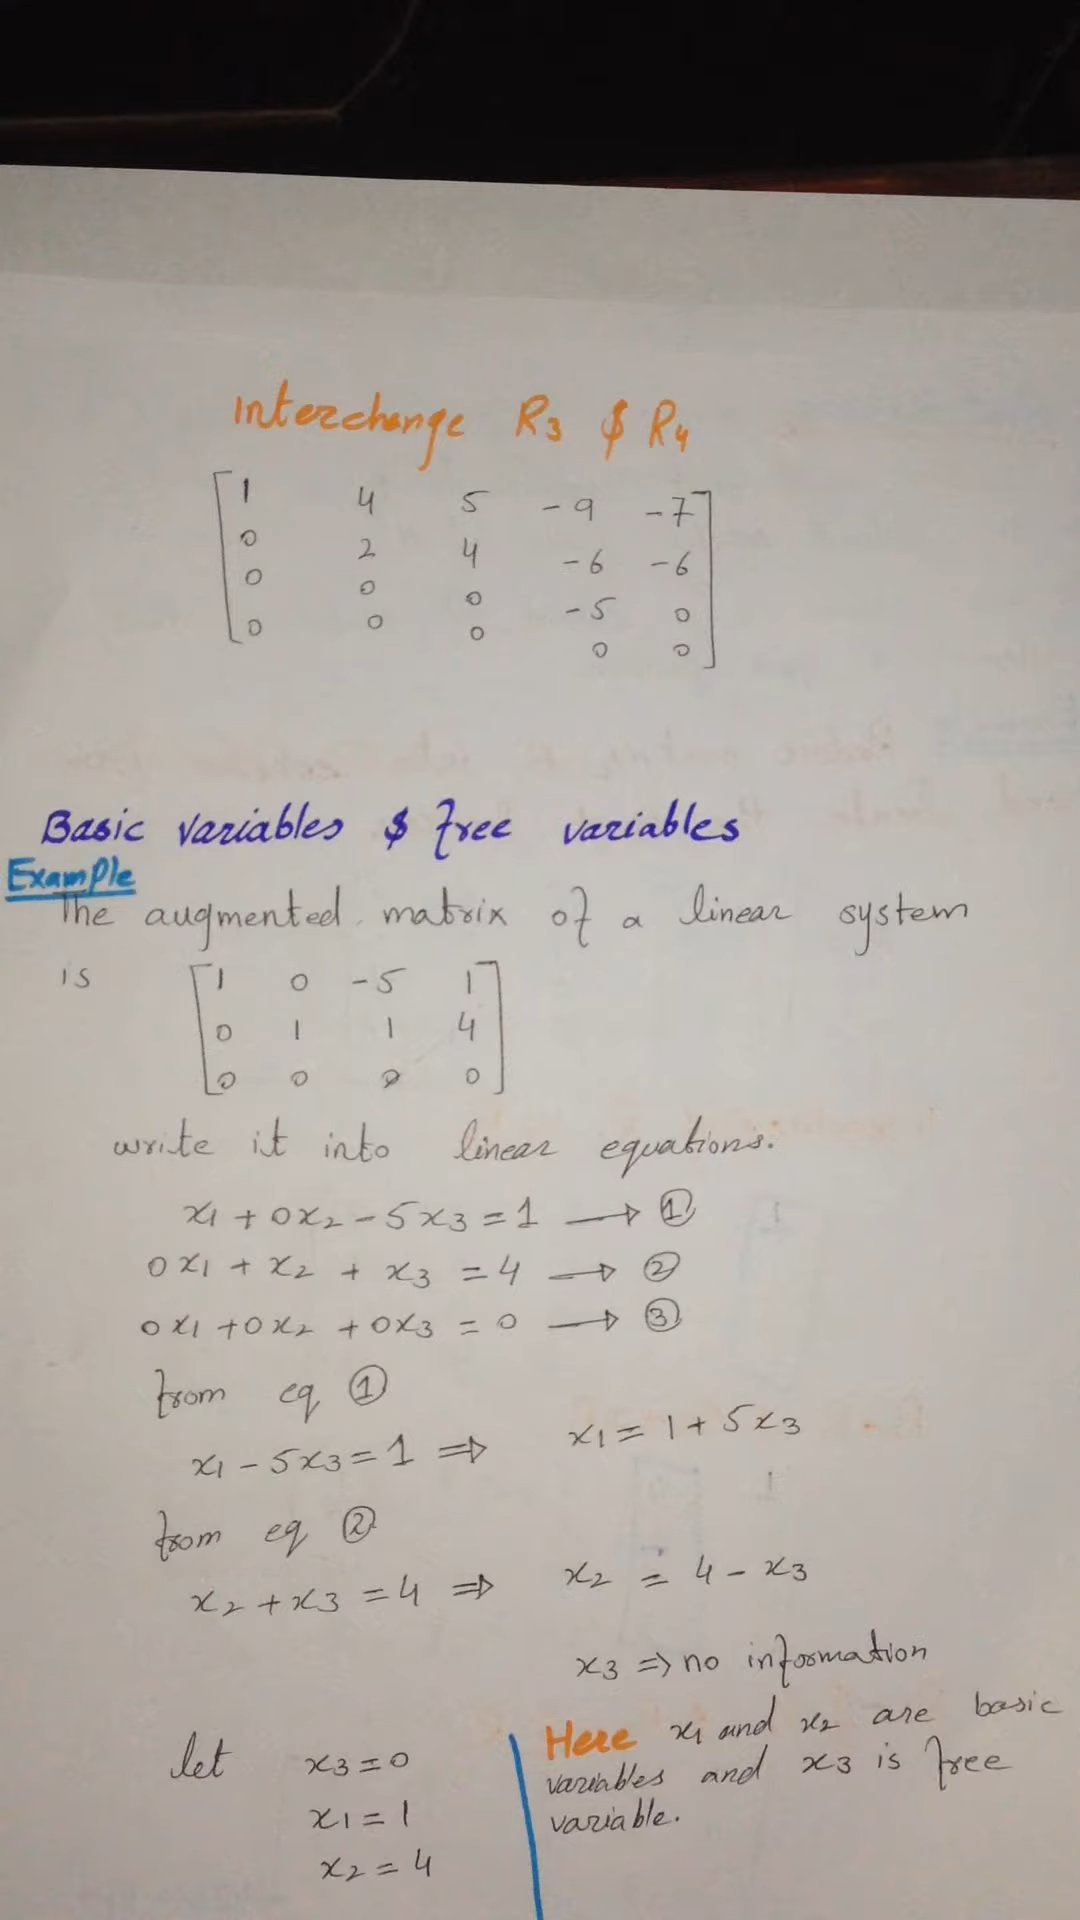 Interchange R3 $ R4
1 4 5 -9 -7
0 2 4 -6 -6
0 0 0 -5 0
0 0 0 0 0
Basic variables $ free variables
Example
The augmented matrix of a linear system
is
1 0 -5 1
0 1 1 4
0 0 0 0
write it into linear equations.
x1 + 0x2 - 5x3 = 1 → ①
0x1 + x2 + x3 = 4 → ②
0x1 + 0x2 + 0x3 = 0 → ③
from eq ①
x1 - 5x3 = 1 ⇒ x1 = 1 + 5x3
from eq ②
x2 + x3 = 4 ⇒ x2 = 4 - x3
x3 ⇒ no information
let x3 = 0
x1 = 1
x2 = 4
Here x1 and x2 are basic
variables and x3 is free
variable.